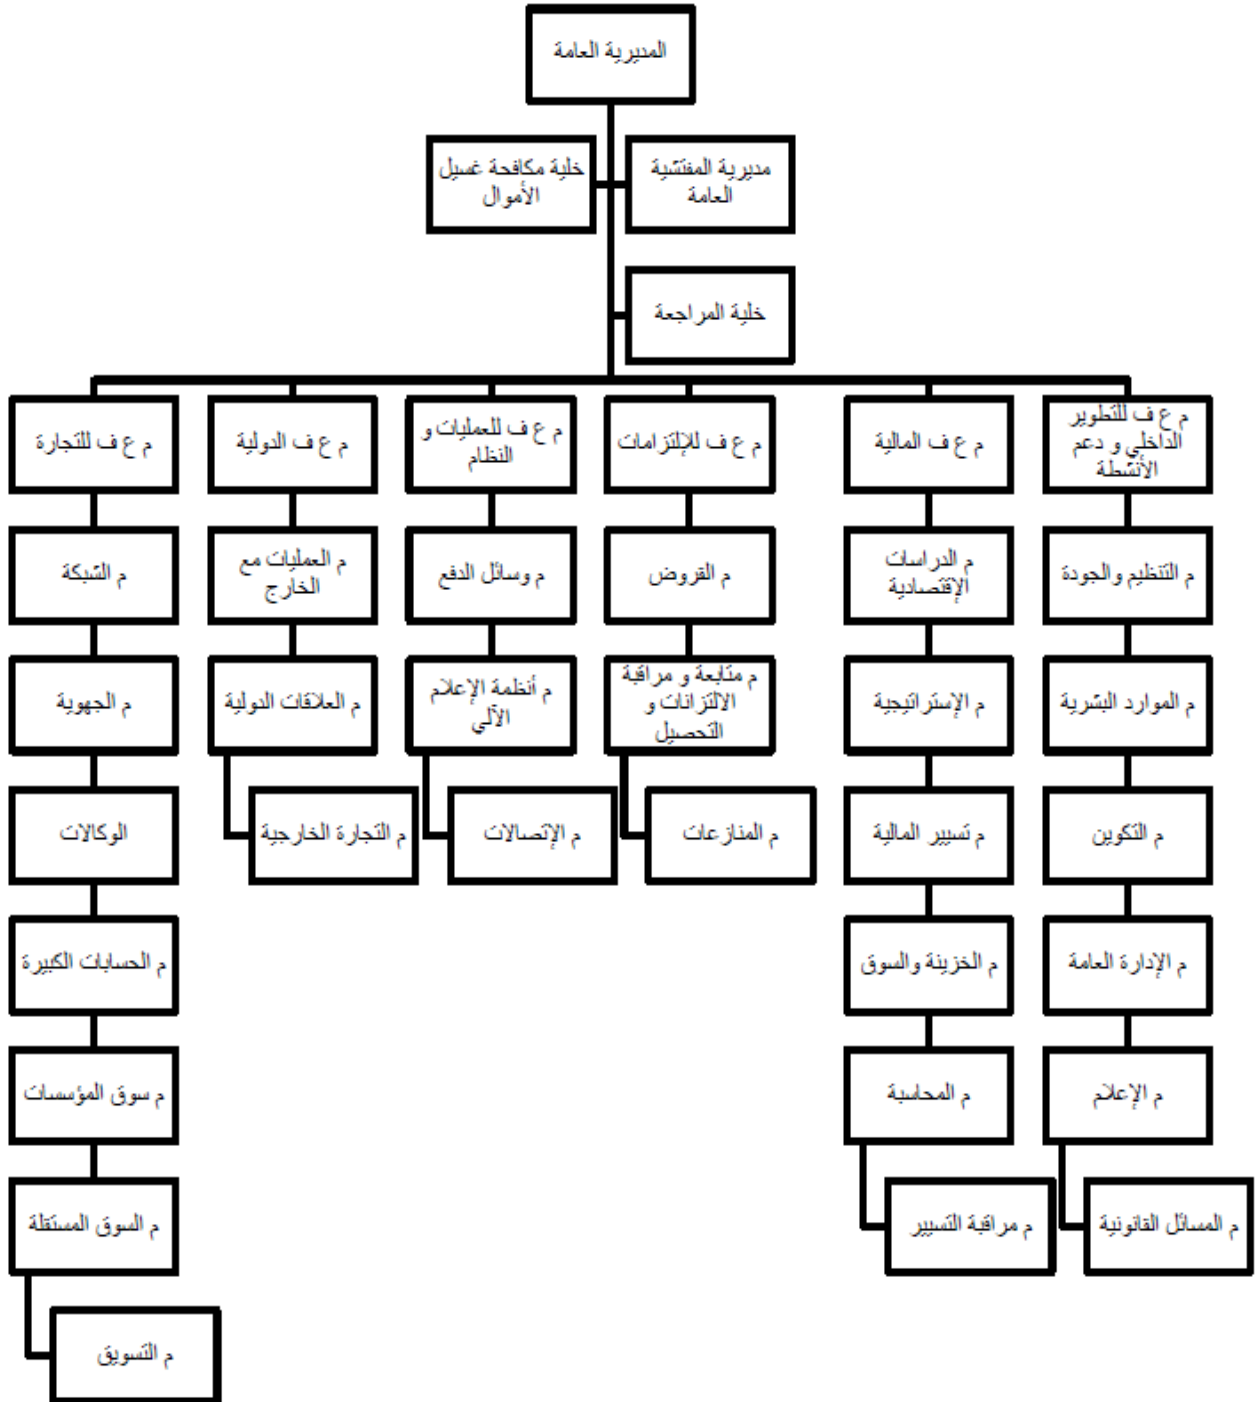 المديرية العامة
مديرية المفتشية
العامة
خلية مكافحة غسيل
الأموال
خلية المراجعة
م ع ف للتطوير
الداخلي و دعم
الأنشطة
م ع ف المالية
م ع ف للإلتزامات
م ع ف للعمليات و
النظام
م ع ف الدولية
م ع ف للتجارة
م التنظيم والجودة
م الدراسات
الإقتصادية
م القروض
م وسائل الدفع
م العمليات مع
الخارج
م الشبكة
م الموارد البشرية
م الإستراتيجية
م متابعة و مراقبة
الالتزانات و
التحصيل
م أنظمة الإعلام
الآلي
م العلاقات الدولية
م الجهوية
م التكوين
م تسيير المالية
م المنازعات
م الإتصالات
م التجارة الخارجية
الوكالات
م الإدارة العامة
م الخزينة والسوق
م الحسابات الكبيرة
م الإعلام
م المحاسبة
م سوق المؤسسات
م المسائل القانونية
م مراقبة التسيير
م السوق المستقلة
م التسويق